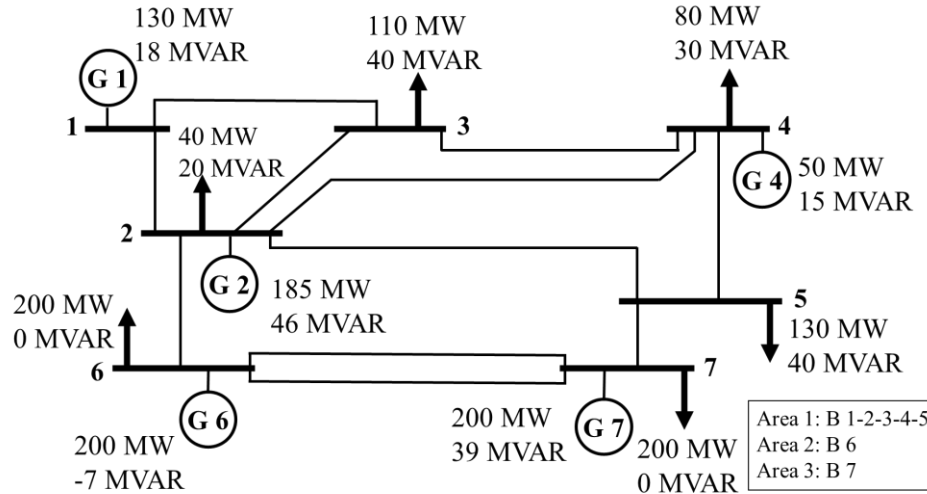 130 MW
18 MVAR
G 1
1
110 MW
40 MVAR
3
80 MW
30 MVAR
4
G 4
50 MW
15 MVAR
40 MW
20 MVAR
2
G 2
185 MW
46 MVAR
5
130 MW
40 MVAR
200 MW
0 MVAR
6
G 6
200 MW
-7 MVAR
7
G 7
200 MW
39 MVAR
200 MW
0 MVAR
Area 1: B 1-2-3-4-5
Area 2: B 6
Area 3: B 7